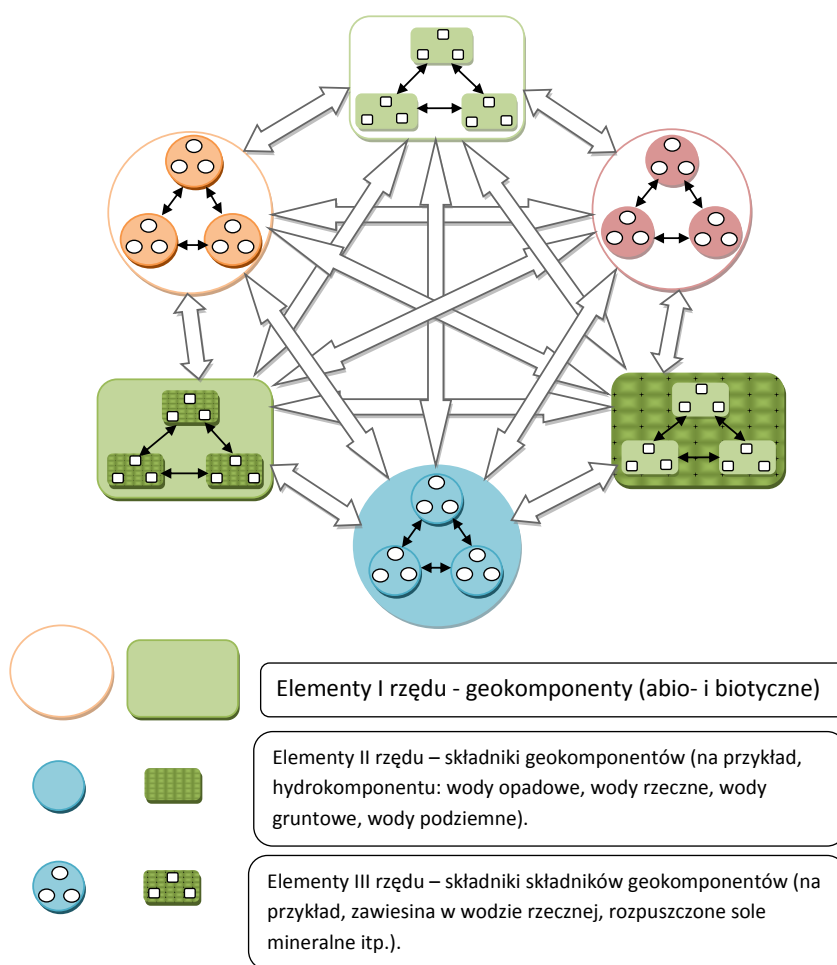 Elementy I rzędu - geokomponenty (abio- i biotyczne)
Elementy II rzędu – składniki geokomponentów (na przykład,
hydrokomponentu: wody opadowe, wody rzeczne, wody
gruntowe, wody podziemne).
Elementy III rzędu – składniki składników geokomponentów (na
przykład, zawiesina w wodzie rzecznej, rozpuszczone sole
mineralne itp.).